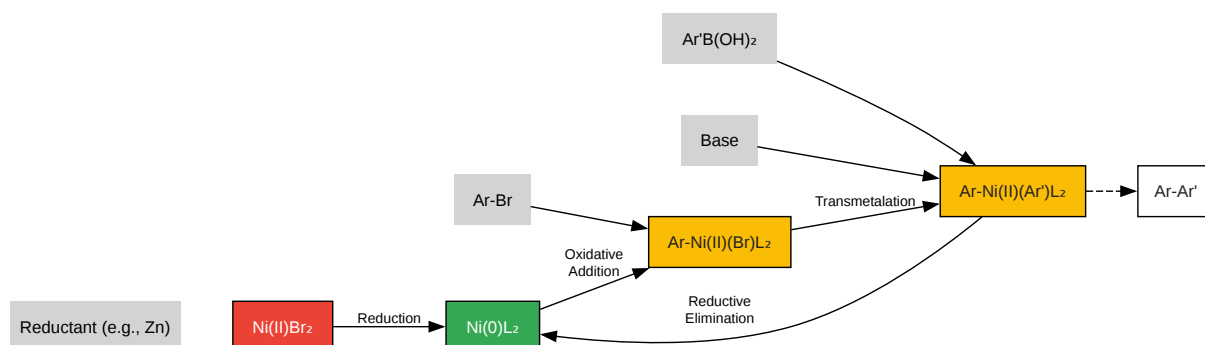 Ar'B(OH)₂
Base
Ar-Br
Transmetalation
Ar-Ni(II)(Ar')L₂
Ar-Ar'
Ar-Ni(II)(Br)L₂
Oxidative
Addition
Reductive
Elimination
Reductant (e.g., Zn)
Ni(II)Br₂
Reduction
Ni(0)L₂